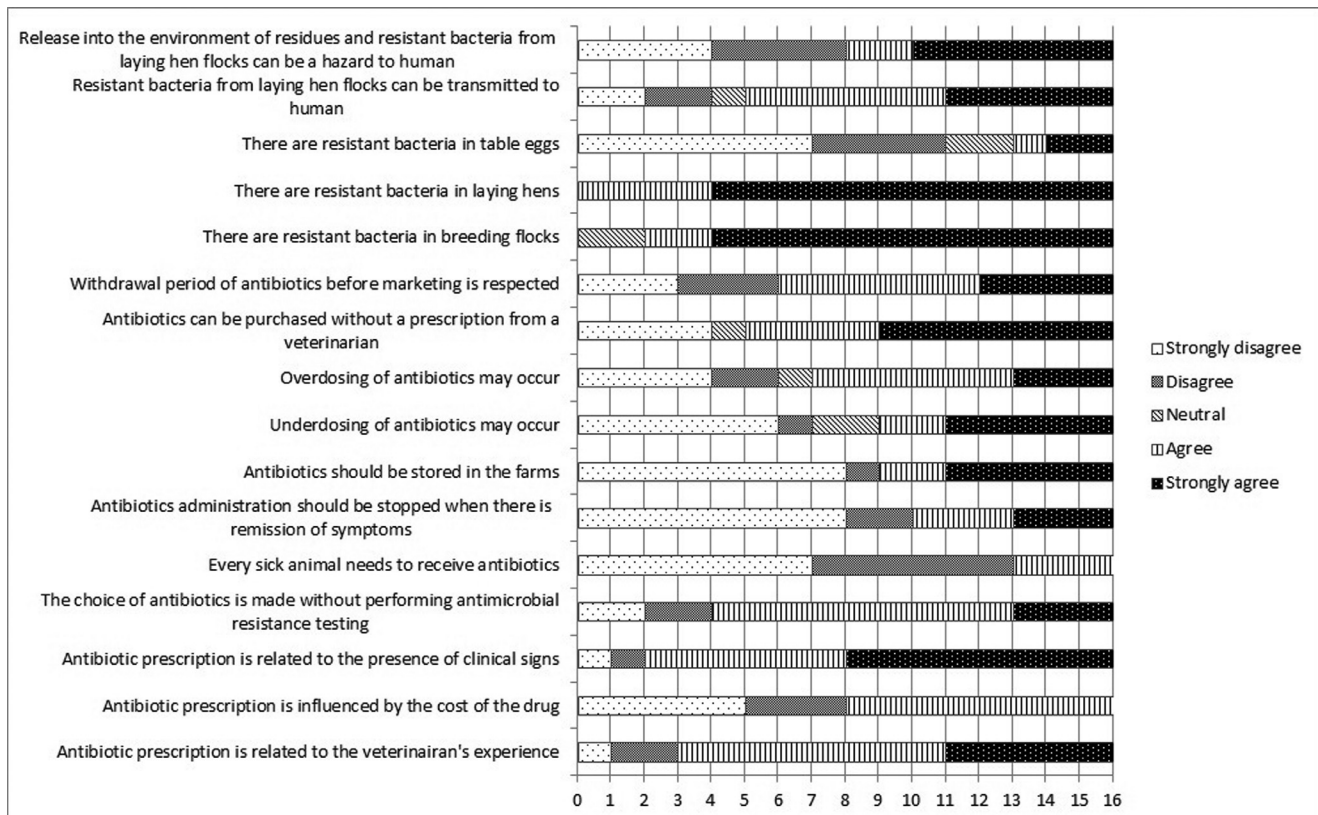 Release into the environment of residues and resistant bacteria from
laying hen flocks can be a hazard to human
Resistant bacteria from laying hen flocks can be transmitted to
human
There are resistant bacteria in table eggs
There are resistant bacteria in laying hens
There are resistant bacteria in breeding flocks
Withdrawal period of antibiotics before marketing is respected
Antibiotics can be purchased without a prescription from a
veterinarian
Overdosing of antibiotics may occur
Underdosing of antibiotics may occur
Antibiotics should be stored in the farms
Antibiotics administration should be stopped when there is
remission of symptoms
Every sick animal needs to receive antibiotics
The choice of antibiotics is made without performing antimicrobial
resistance testing
Antibiotic prescription is related to the presence of clinical signs
Antibiotic prescription is influenced by the cost of the drug
Antibiotic prescription is related to the veterinairan's experience
0 1 2 3 4 5 6 7 8 9 10 11 12 13 14 15 16
Strongly disagree
Disagree
Neutral
Agree
Strongly agree